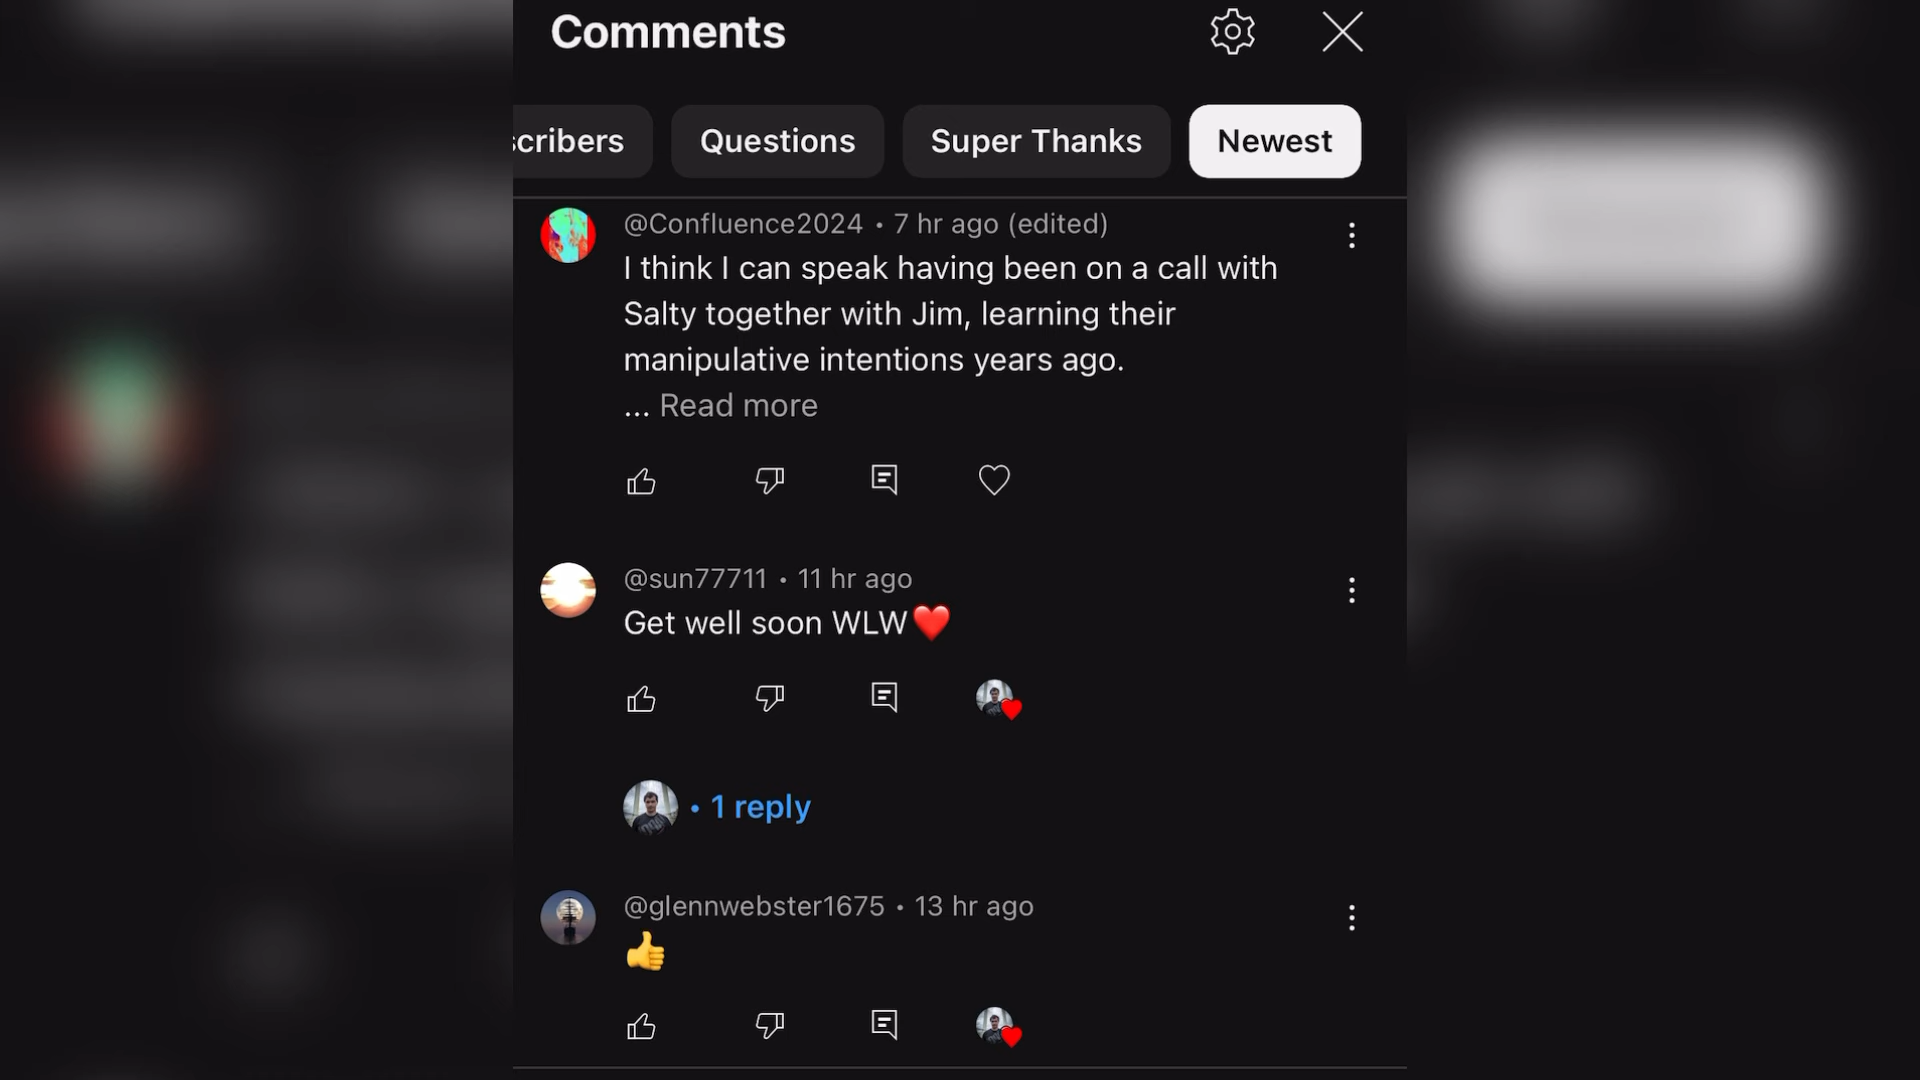 Comments
scribers Questions Super Thanks Newest
@Confluence2024 • 7 hr ago (edited)
I think I can speak having been on a call with
Salty together with Jim, learning their
manipulative intentions years ago.
... Read more
@sun77711 • 11 hr ago
Get well soon WLW❤️
• 1 reply
@glennwebster1675 • 13 hr ago
👍